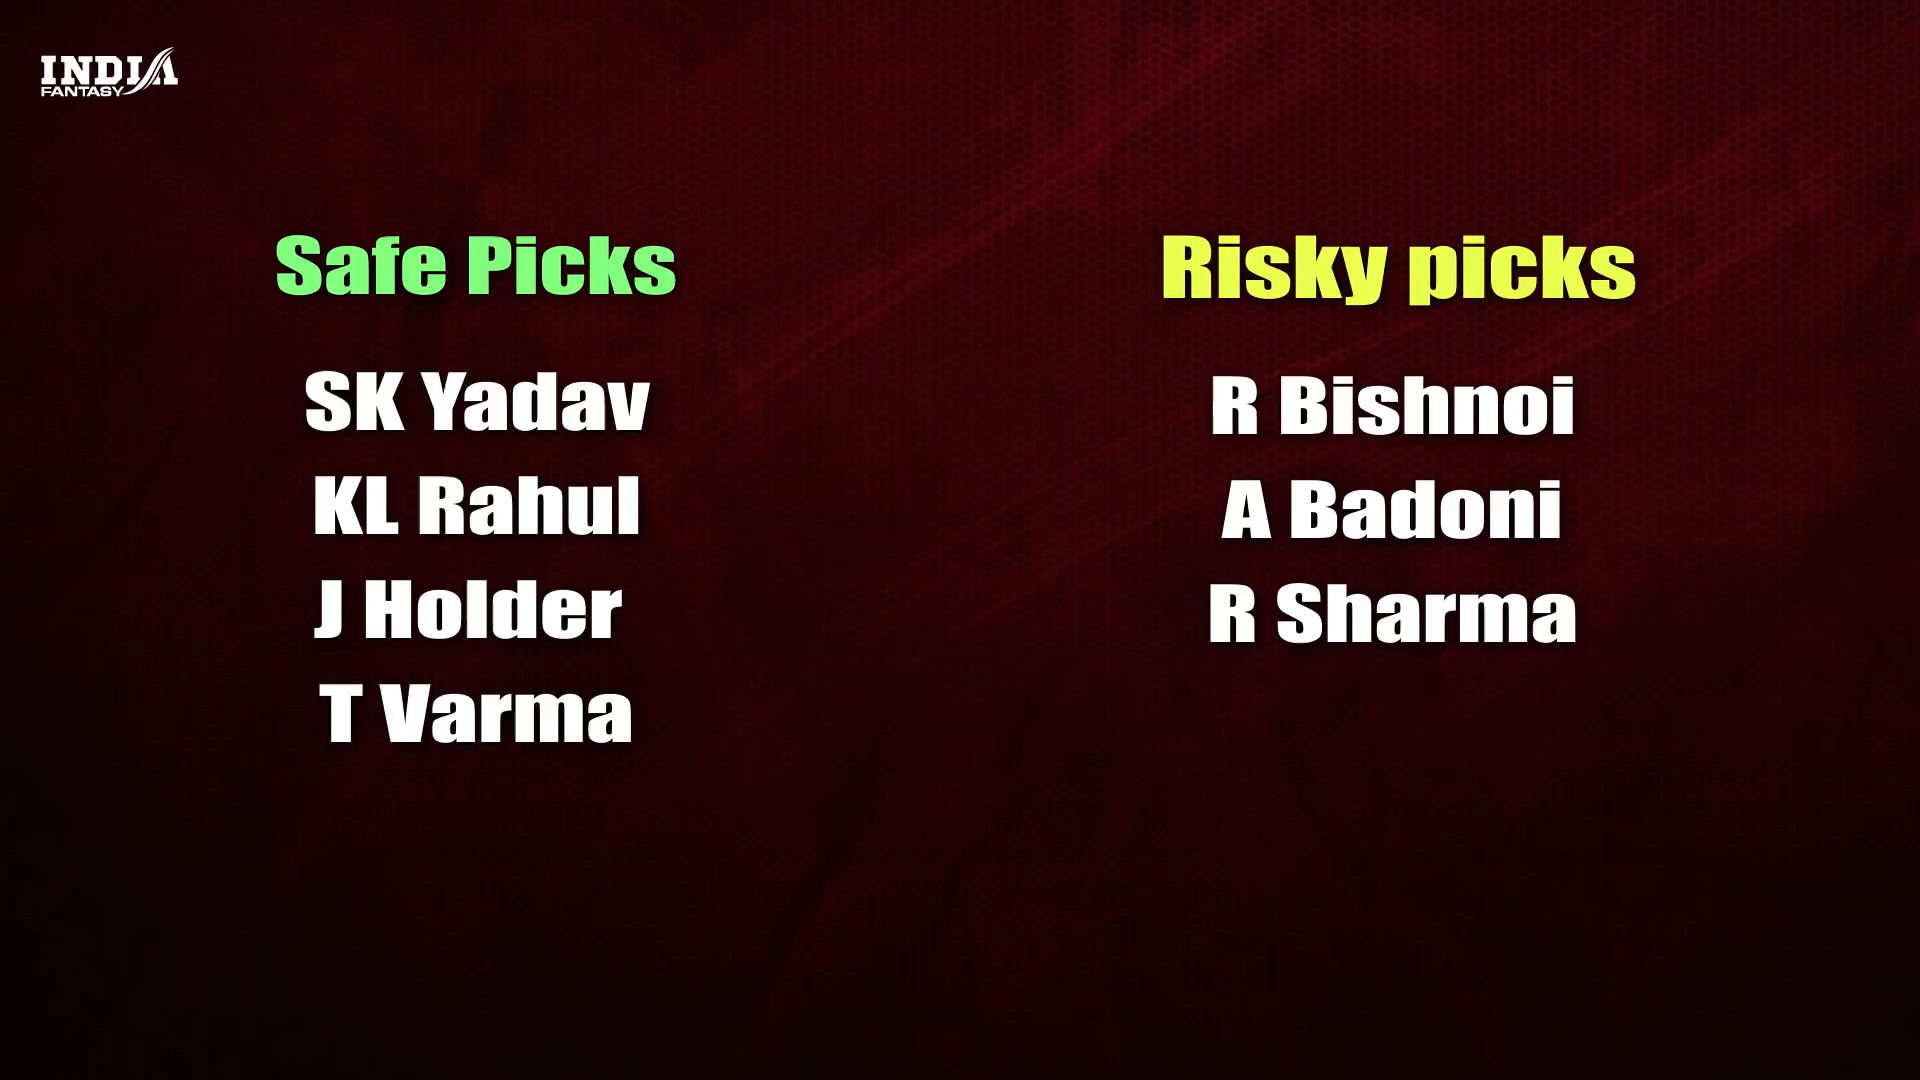 INDIA
FANTASY
Safe Picks
SK Yadav
KL Rahul
J Holder
T Varma
Risky picks
R Bishnoi
A Badoni
R Sharma